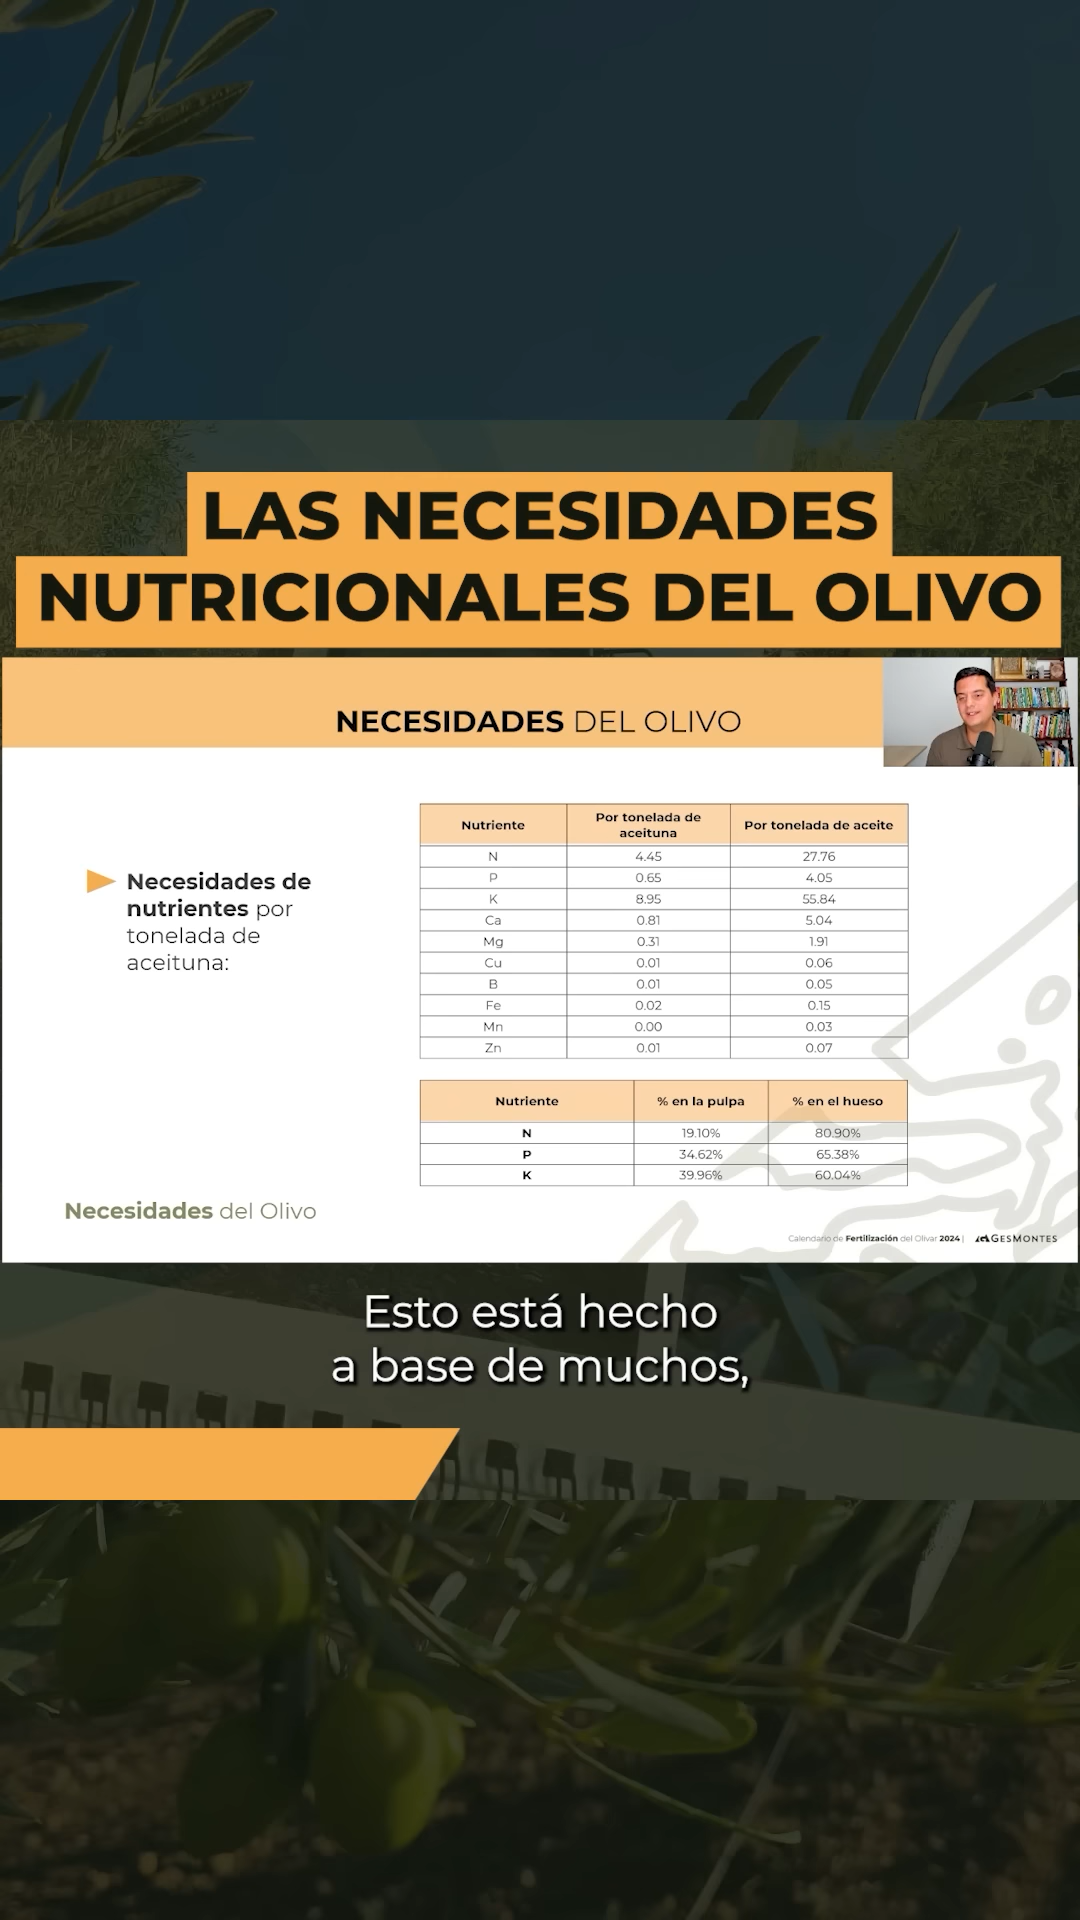 LAS NECESIDADES
NUTRICIONALES DEL OLIVO
NECESIDADES DEL OLIVO
Necesidades de
nutrientes por
tonelada de
aceituna:
Nutriente Por tonelada de aceituna Por tonelada de aceite
N 4.45 27.76
P 0.65 4.05
K 8.95 55.84
Ca 0.81 5.04
Mg 0.31 1.91
Cu 0.01 0.06
B 0.01 0.05
Fe 0.02 0.15
Mn 0.00 0.03
Zn 0.01 0.07
Nutriente % en la pulpa % en el hueso
N 19.10% 80.90%
P 34.62% 65.38%
K 39.96% 60.04%
Necesidades del Olivo
Calendario de Fertilización del Olivar 2024 | GESMONTES
Esto está hecho
a base de muchos,